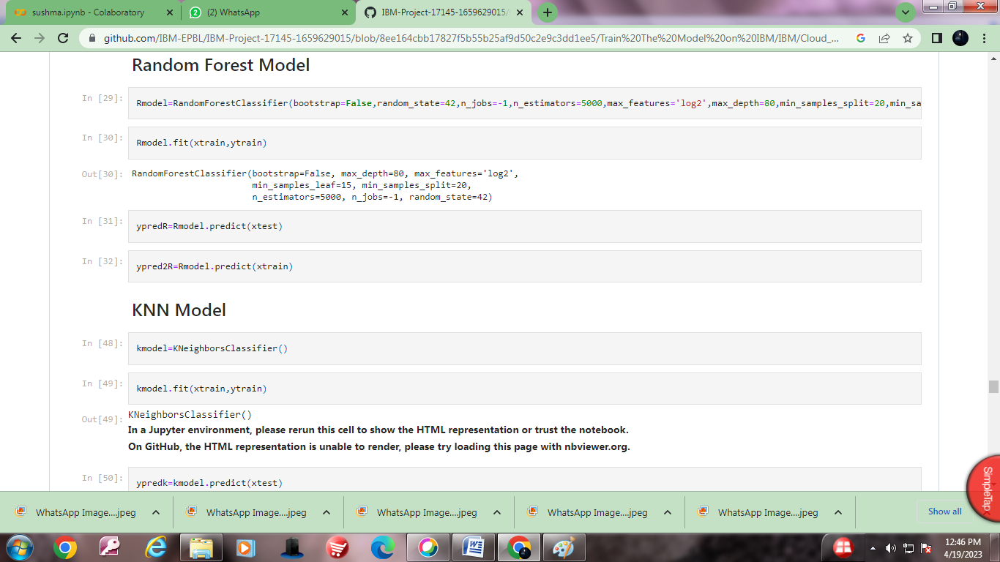 sushma.ipynb - Colaboratory
(2) WhatsApp
IBM-Project-17145-1659629015/
github.com/IBM-EPBL/IBM-Project-17145-1659629015/blob/8ee164cbb17827f5b55b25af9d50c2e9c3dd1ee5/Train%20The%20Model%20on%20IBM/IBM/Cloud_...
Random Forest Model
In [29]:
Rmodel=RandomForestClassifier(bootstrap=False,random_state=42,n_jobs=-1,n_estimators=5000,max_features='log2',max_depth=80,min_samples_split=20,min_sa
In [30]:
Rmodel.fit(xtrain,ytrain)
Out[30]:
RandomForestClassifier(bootstrap=False, max_depth=80, max_features='log2',
min_samples_leaf=15, min_samples_split=20,
n_estimators=5000, n_jobs=-1, random_state=42)
In [31]:
ypredR=Rmodel.predict(xtest)
In [32]:
ypred2R=Rmodel.predict(xtrain)
KNN Model
In [48]:
kmodel=KNeighborsClassifier()
In [49]:
kmodel.fit(xtrain,ytrain)
Out[49]:
KNeighborsClassifier()
In a Jupyter environment, please rerun this cell to show the HTML representation or trust the notebook.
On GitHub, the HTML representation is unable to render, please try loading this page with nbviewer.org.
In [50]:
ypredk=kmodel.predict(xtest)
SimpleTap
WhatsApp Image....jpeg
WhatsApp Image....jpeg
WhatsApp Image....jpeg
WhatsApp Image....jpeg
WhatsApp Image....jpeg
Show all
12:46 PM
4/19/2023